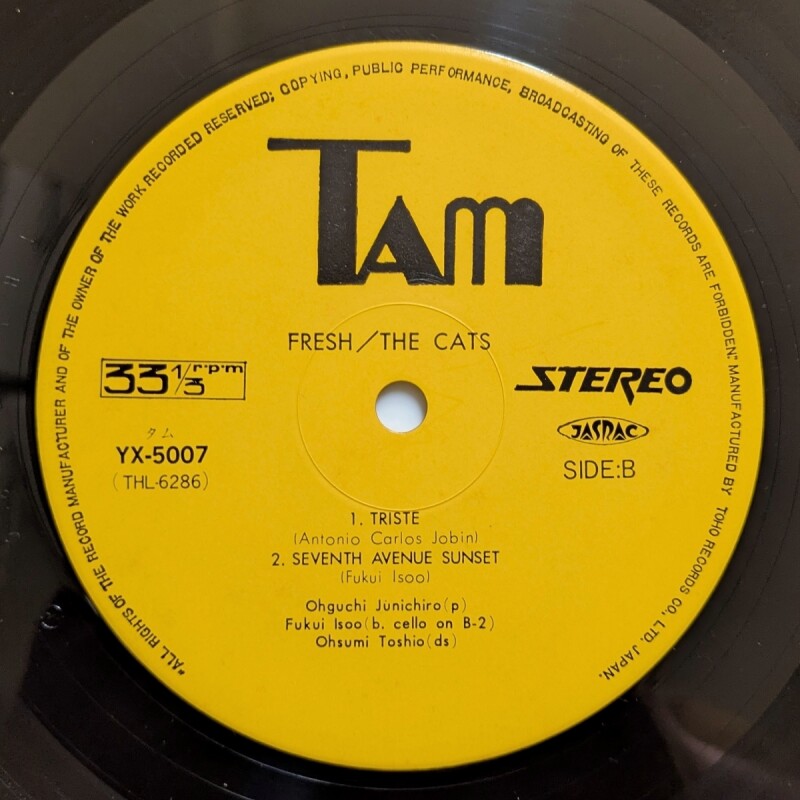 "ALL RIGHTS OF THE RECORD MANUFACTURER AND OF THE OWNER OF THE WORK RECORDED RESERVED; COPYING, PUBLIC PERFORMANCE, BROADCASTING OF THESE RECORDS ARE FORBIDDEN." MANUFACTURED BY TOHO RECORDS CO., LTD. JAPAN.
TAM
FRESH/THE CATS
33 1/3 r·p·m
STEREO
タム
JASRAC
YX-5007
SIDE:B
(THL-6286)
1. TRISTE
(Antonio Carlos Jobin)
2. SEVENTH AVENUE SUNSET
(Fukui Isoo)
Ohguchi Junichiro(p)
Fukui Isoo(b. cello on B-2)
Ohsumi Toshio(ds)